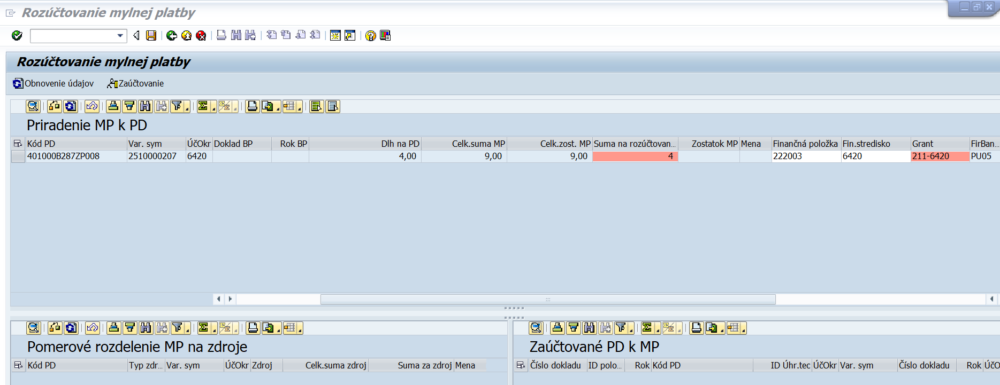 Rozúčtovanie mylnej platby
Rozúčtovanie mylnej platby
Obnovenie údajov Zaúčtovanie
Priradenie MP k PD
Kód PD Var. sym ÚčOkr Doklad BP Rok BP Dlh na PD Celk.suma MP Celk.zost. MP Suma na rozúčtovan... Zostatok MP Mena Finančná položka Fin.stredisko Grant FirBan...
401000B287ZP008 2510000207 6420 4,00 9,00 9,00 4 222003 6420 211-6420 PU05
Pomerové rozdelenie MP na zdroje
Kód PD Typ zdr... Var. sym ÚčOkr Zdroj Celk.suma zdroj Suma za zdroj Mena
Zaúčtované PD k MP
Číslo dokladu ID polo... Rok Kód PD ID Úhr.tec ÚčOkr Var. sym Číslo dokladu Rok ÚčO